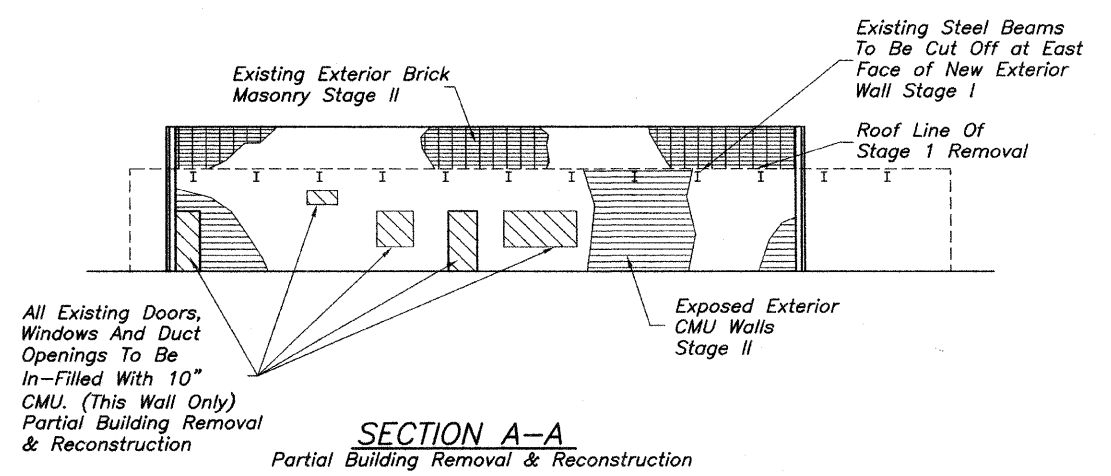 Existing Steel Beams
To Be Cut Off at East
Face of New Exterior
Wall Stage I
Existing Exterior Brick
Masonry Stage II
Roof Line Of
Stage 1 Removal
All Existing Doors,
Windows And Duct
Openings To Be
In-Filled With 10"
CMU. (This Wall Only)
Partial Building Removal
& Reconstruction
Exposed Exterior
CMU Walls
Stage II
SECTION A-A
Partial Building Removal & Reconstruction